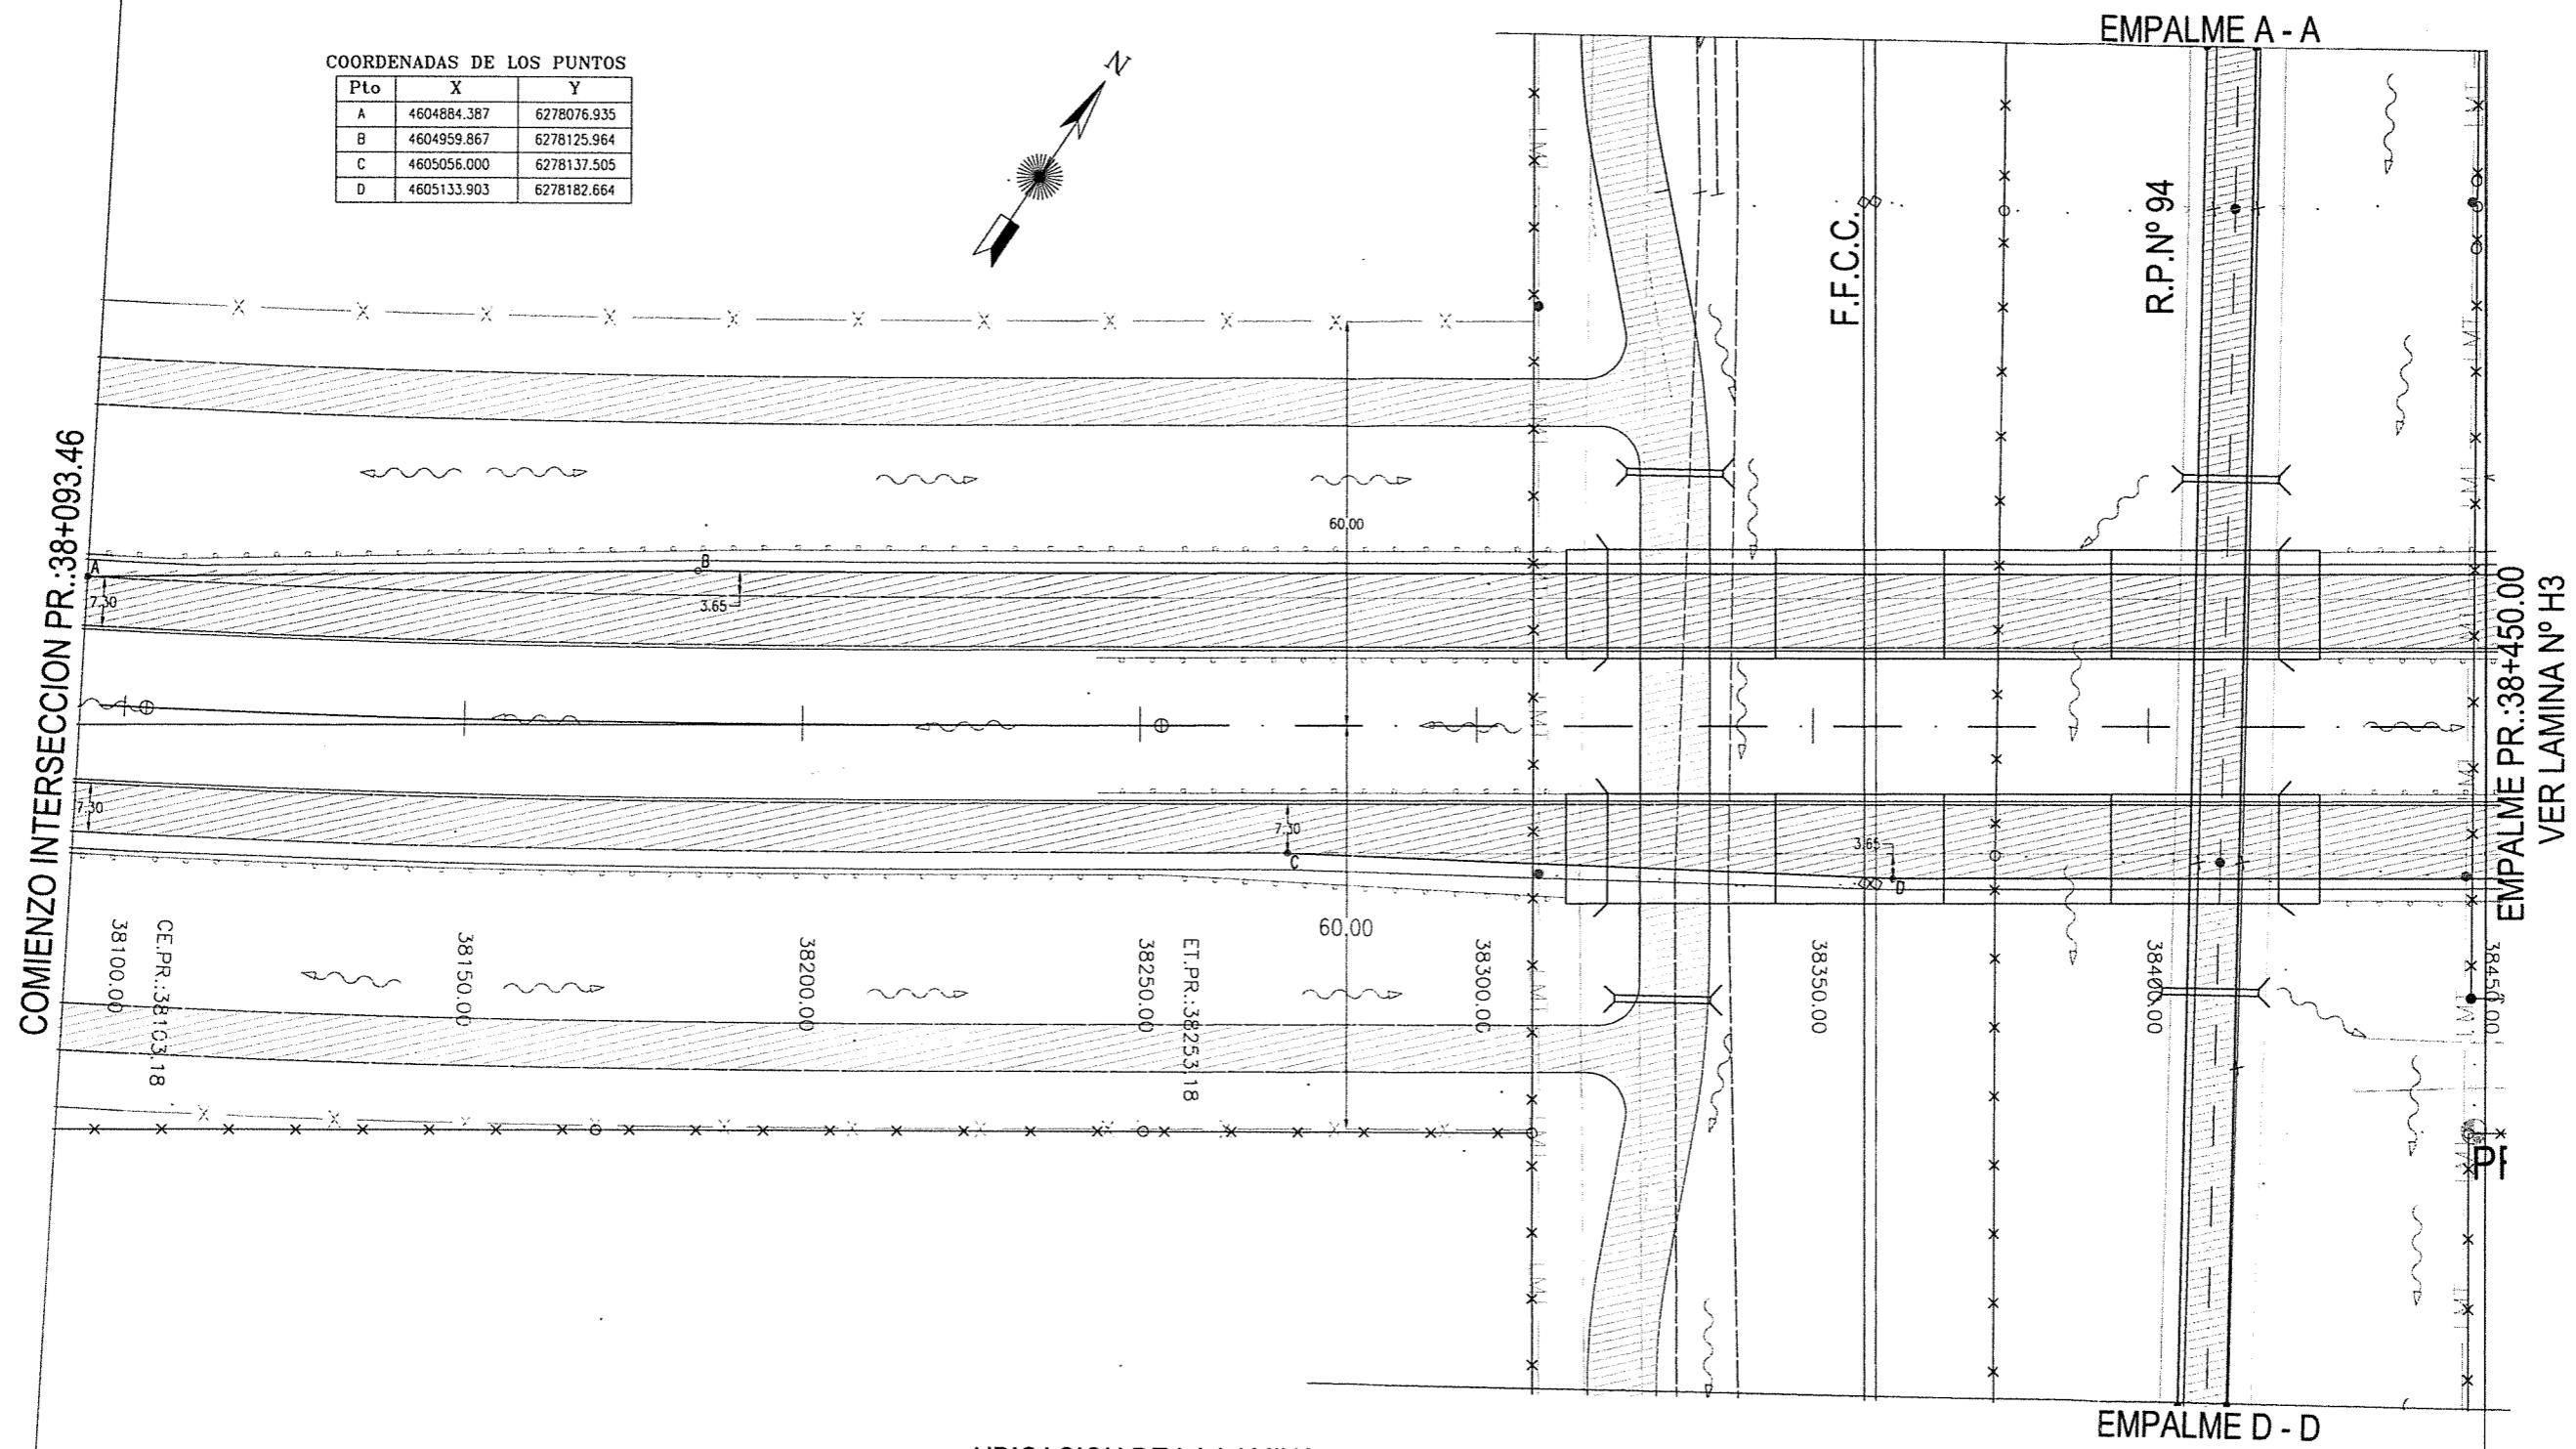 EMPALME A - A
COORDENADAS DE LOS PUNTOS
Pto X Y
A 4604884.387 6278076.935
B 4604959.867 6278125.964
C 4605056.000 6278137.505
D 4605133.903 6278182.664
N
F.F.C.C.
R.P.Nº 94
COMIENZO INTERSECCION PR.:38+093.46
60,00
A
B
7.30
3.65
EMPALME PR.:38+450.00
VER LAMINA Nº H3
7.30
7.30
C
3.65
D
60,00
38100.00
CE.PR.:38103.18
38150.00
38200.00
38250.00
ET.PR.:38253.18
38300.00
38350.00
38400.00
38450.00
EMPALME D - D